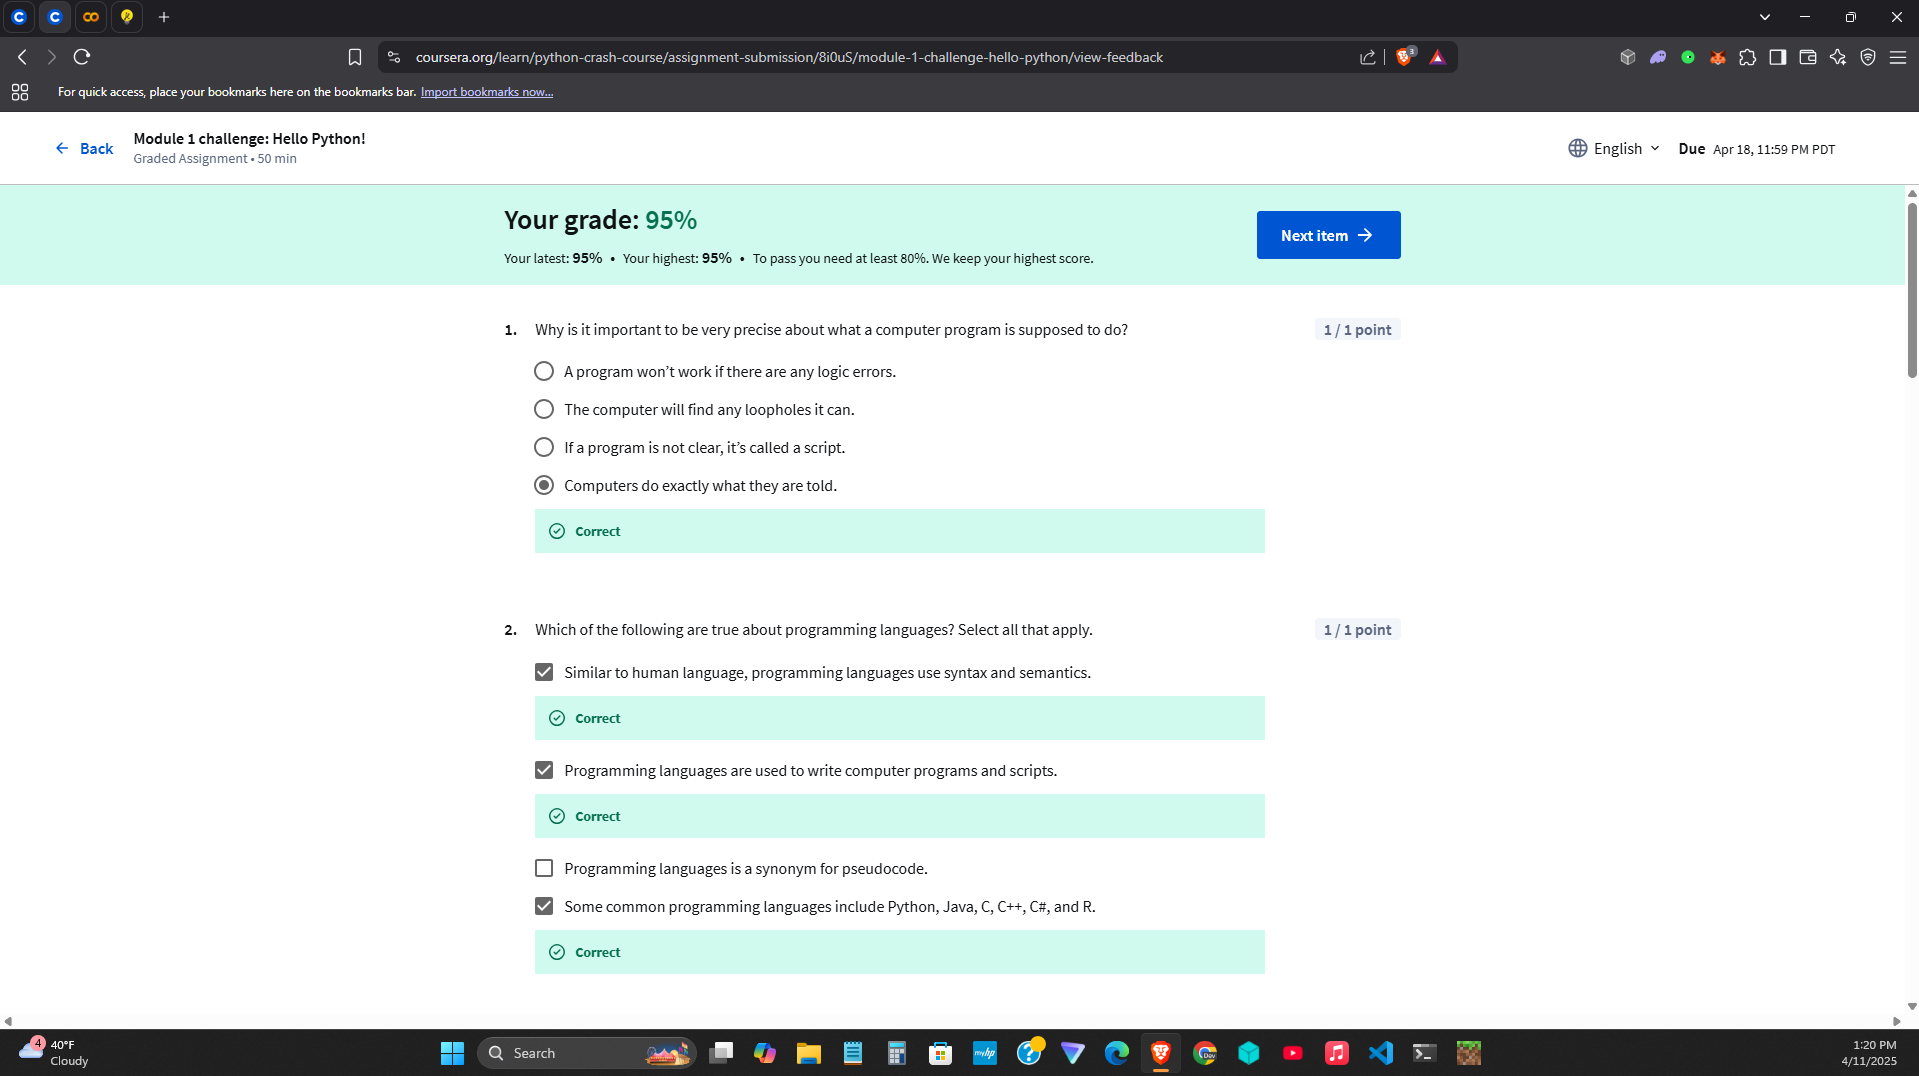 coursera.org/learn/python-crash-course/assignment-submission/8i0uS/module-1-challenge-hello-python/view-feedback
3
For quick access, place your bookmarks here on the bookmarks bar. Import bookmarks now...
Back
Module 1 challenge: Hello Python!
Graded Assignment • 50 min
English
Due Apr 18, 11:59 PM PDT
Your grade: 95%
Your latest: 95% • Your highest: 95% • To pass you need at least 80%. We keep your highest score.
Next item
1. Why is it important to be very precise about what a computer program is supposed to do?
1 / 1 point
A program won’t work if there are any logic errors.
The computer will find any loopholes it can.
If a program is not clear, it’s called a script.
Computers do exactly what they are told.
Correct
2. Which of the following are true about programming languages? Select all that apply.
1 / 1 point
Similar to human language, programming languages use syntax and semantics.
Correct
Programming languages are used to write computer programs and scripts.
Correct
Programming languages is a synonym for pseudocode.
Some common programming languages include Python, Java, C, C++, C#, and R.
Correct
4
40°F
Cloudy
Search
myhp
Dev
1:20 PM
4/11/2025